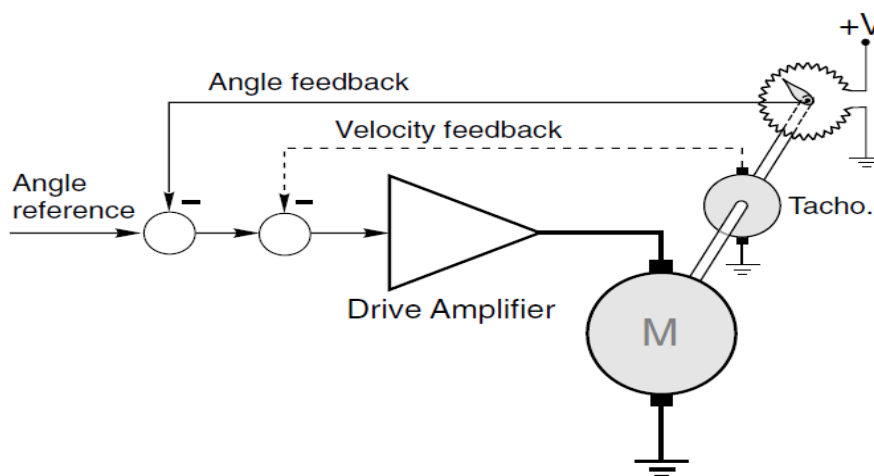 +V
Angle feedback
Velocity feedback
Angle
reference
Tacho.
Drive Amplifier
M